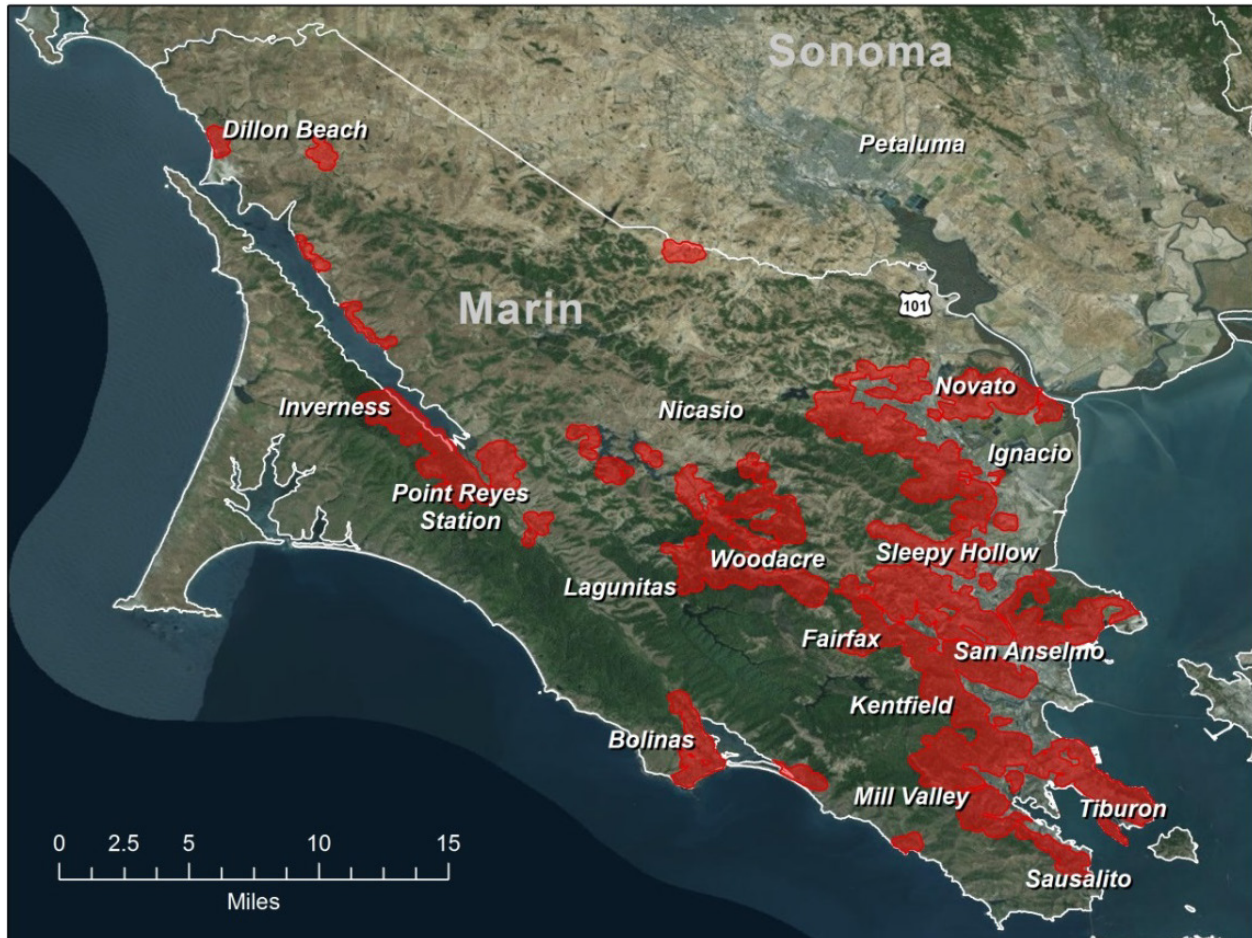 Sonoma
Dillon Beach
Petaluma
Marin
101
Inverness
Nicasio
Novato
Ignacio
Point Reyes
Station
Woodacre
Sleepy Hollow
Lagunitas
Fairfax
San Anselmo
Kentfield
Bolinas
Mill Valley
Tiburon
Sausalito
0 2.5 5 10 15
Miles